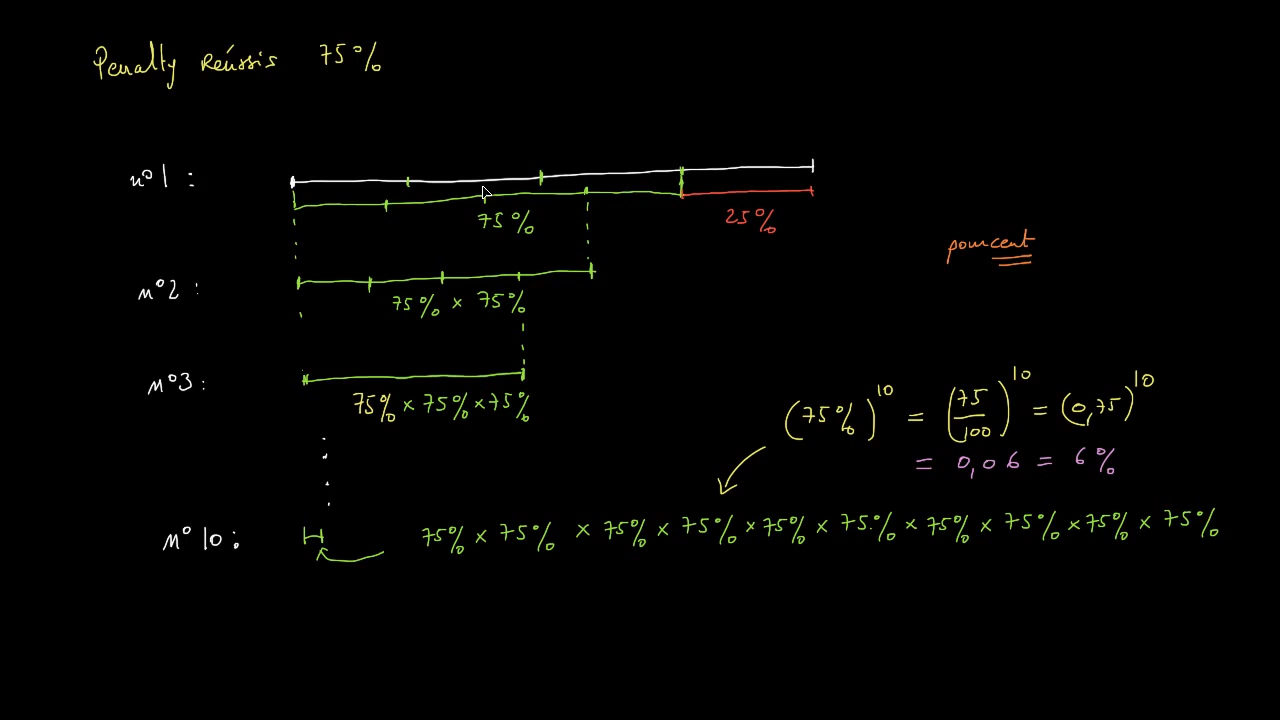 Penalty réussis 75%
n°1 :
75%
25%
pourcent
n°2 :
75% × 75%
n°3 :
75% × 75% × 75%
(75%)^10 = (75/100)^10 = (0,75)^10
= 0,06 = 6%
n°10 :
75% × 75% × 75% × 75% × 75% × 75% × 75% × 75% × 75% × 75%